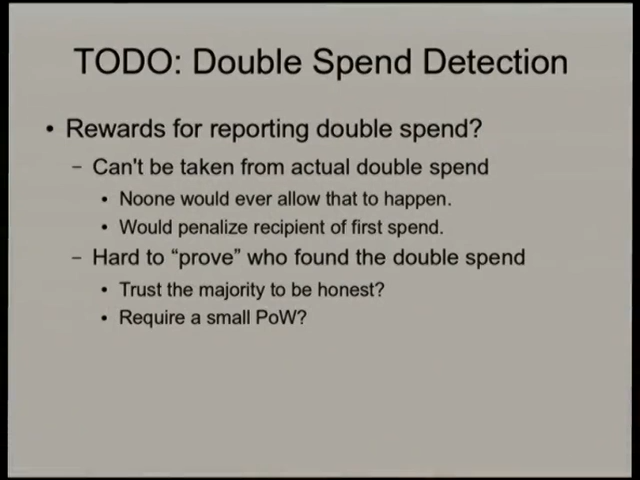 TODO: Double Spend Detection
• Rewards for reporting double spend?
– Can't be taken from actual double spend
• Noone would ever allow that to happen.
• Would penalize recipient of first spend.
– Hard to “prove” who found the double spend
• Trust the majority to be honest?
• Require a small PoW?